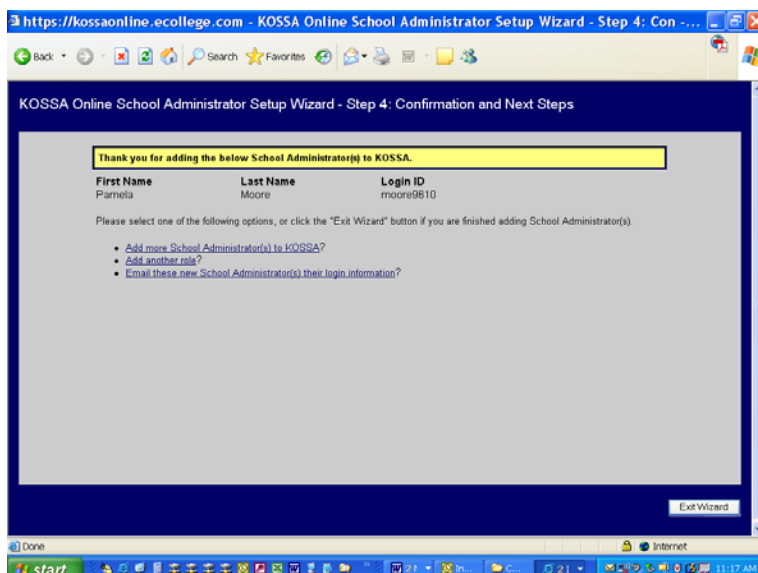 https://kossaonline.ecollege.com - KOSSA Online School Administrator Setup Wizard - Step 4: Con -...
Back Search Favorites
KOSSA Online School Administrator Setup Wizard - Step 4: Confirmation and Next Steps
Thank you for adding the below School Administrator(s) to KOSSA.
First Name Last Name Login ID
Pamela Moore moore9610
Please select one of the following options, or click the "Exit Wizard" button if you are finished adding School Administrator(s).
Add more School Administrator(s) to KOSSA?
Add another role?
Email these new School Administrator(s) their login information?
Exit Wizard
Done Internet
start 2 In... C... 2 11:17 AM